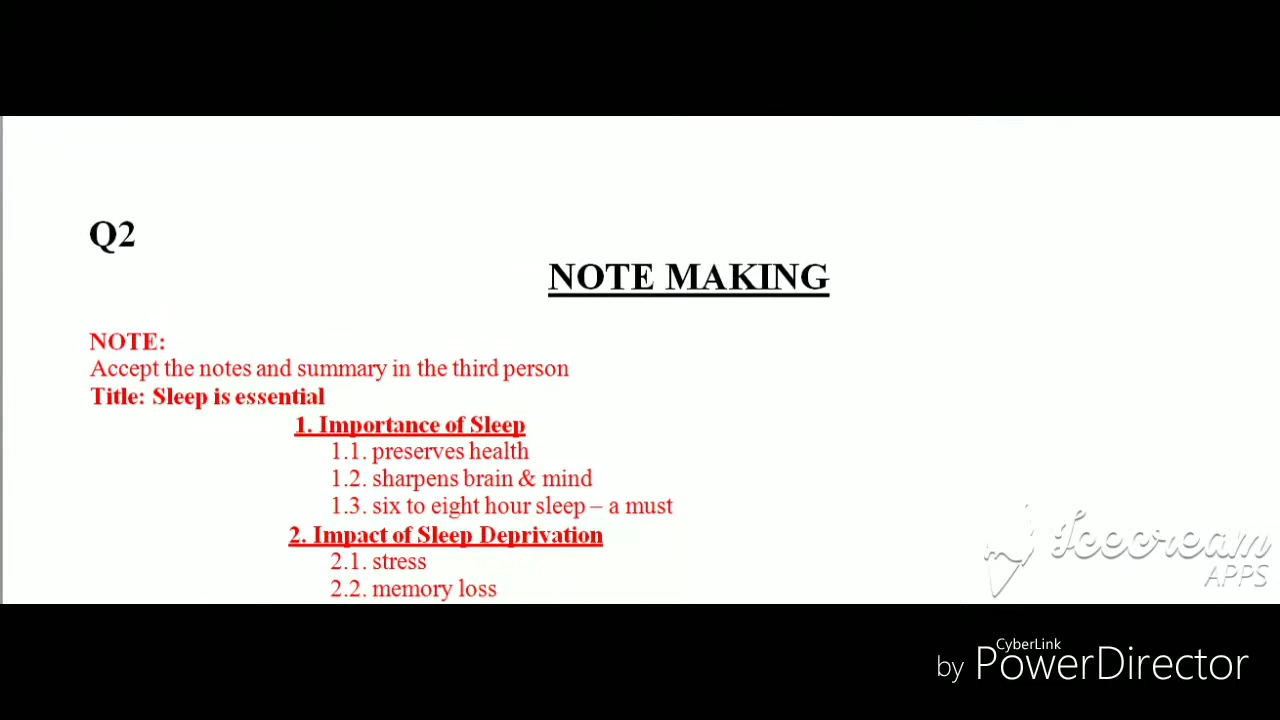 Q2
NOTE MAKING
NOTE:
Accept the notes and summary in the third person
Title: Sleep is essential
1. Importance of Sleep
1.1. preserves health
1.2. sharpens brain & mind
1.3. six to eight hour sleep – a must
2. Impact of Sleep Deprivation
2.1. stress
2.2. memory loss
Icecream
APPS
CyberLink
by PowerDirector